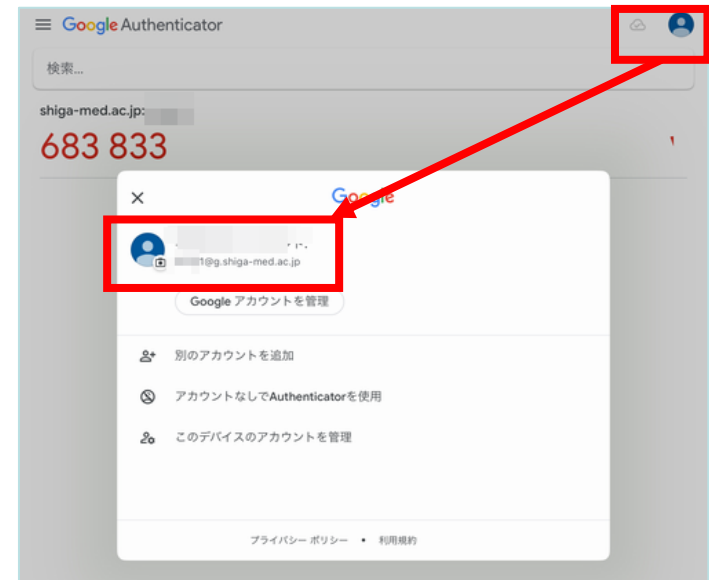 Google Authenticator
検索...
shiga-med.ac.jp:
683 833
Google
1@g.shiga-med.ac.jp
Google アカウントを管理
別のアカウントを追加
アカウントなしでAuthenticatorを使用
このデバイスのアカウントを管理
プライバシー ポリシー • 利用規約